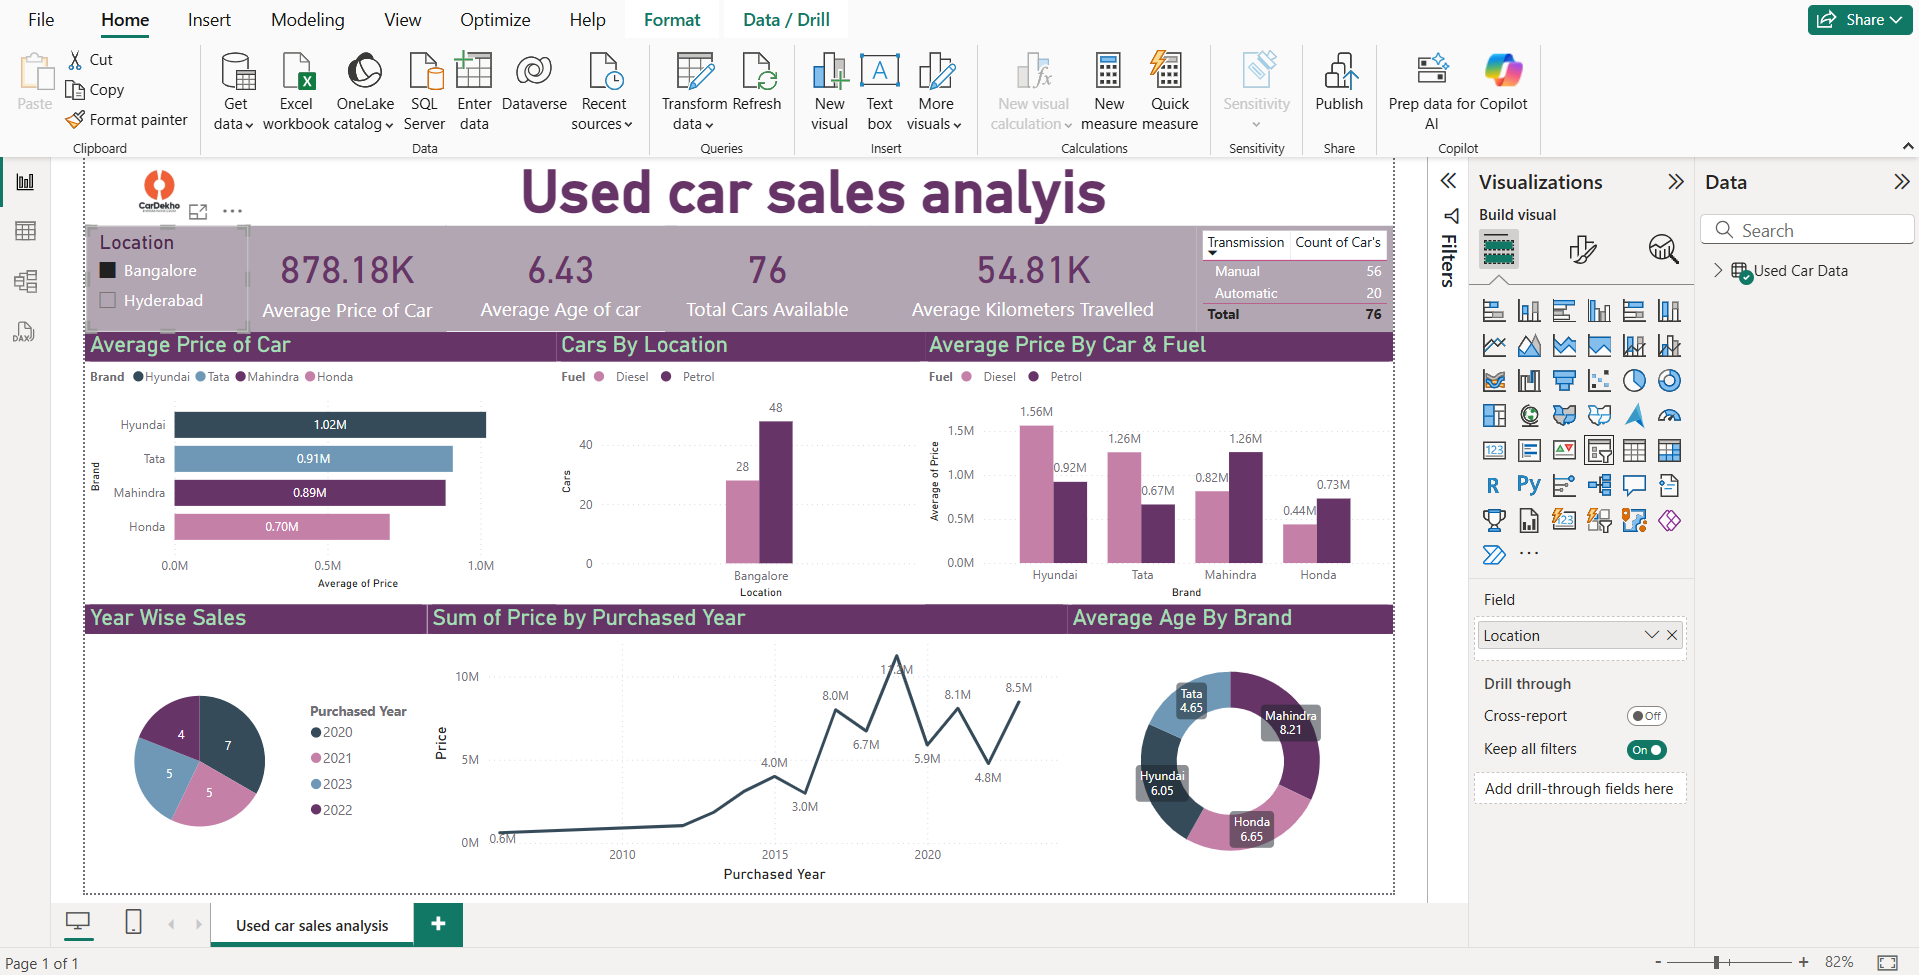 File Home Insert Modeling View Optimize Help Format Data / Drill Share
Paste
Cut
Copy
Format painter
Clipboard
Get data
Excel workbook
OneLake catalog
SQL Server
Enter data
Dataverse
Recent sources
Data
Transform data
Refresh
Queries
New visual
Text box
More visuals
Insert
New visual calculation
New measure
Quick measure
Calculations
Sensitivity
Sensitivity
Publish
Share
Prep data for AI
Copilot
Copilot
CarDekho
Used car sales analyis
Location
Bangalore
Hyderabad
878.18K
Average Price of Car
6.43
Average Age of car
76
Total Cars Available
54.81K
Average Kilometers Travelled
Transmission Count of Car's
Manual 56
Automatic 20
Total 76
Average Price of Car
Brand Hyundai Tata Mahindra Honda
Brand
Hyundai 1.02M
Tata 0.91M
Mahindra 0.89M
Honda 0.70M
0.0M 0.5M 1.0M
Average of Price
Cars By Location
Fuel Diesel Petrol
Cars
48
40
28
20
0
Bangalore
Location
Average Price By Car & Fuel
Fuel Diesel Petrol
Average of Price
1.5M
1.0M
0.5M
0.0M
1.56M 0.92M 1.26M 0.67M 0.82M 1.26M 0.44M 0.73M
Hyundai Tata Mahindra Honda
Brand
Year Wise Sales
4 7
5 5
Purchased Year
2020
2021
2023
2022
Sum of Price by Purchased Year
Price
10M
5M
0M
0.6M 4.0M 3.0M 8.0M 6.7M 11.2M 5.9M 8.1M 4.8M 8.5M
2010 2015 2020
Purchased Year
Average Age By Brand
Tata
4.65
Mahindra
8.21
Hyundai
6.05
Honda
6.65
Filters
Visualizations
Build visual
123
R Py
123
Field
Location
Drill through
Cross-report Off
Keep all filters On
Add drill-through fields here
Data
Search
Used Car Data
DAX
Used car sales analysis
Page 1 of 1
- + 82%